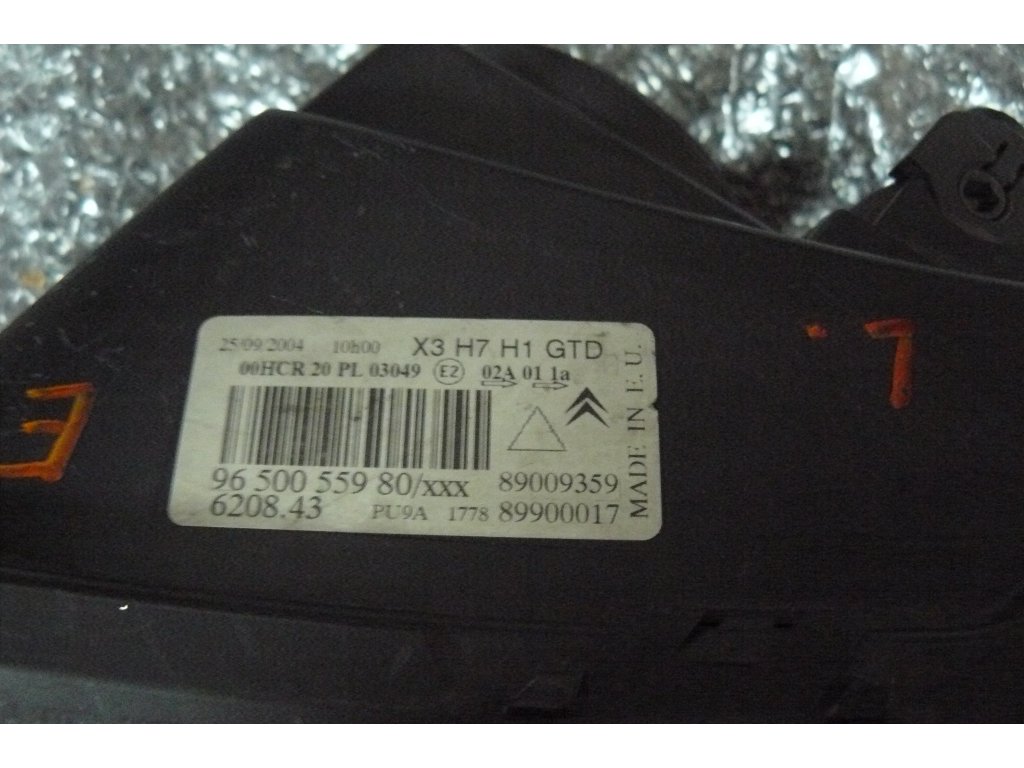 25/09/2004 10h00 X3 H7 H1 GTD
00HCR 20 PL 03049 E2 02A 01 1a
96 500 559 80/xxx 89009359
6208.43 PU9A 1778 89900017
MADE IN E.U.